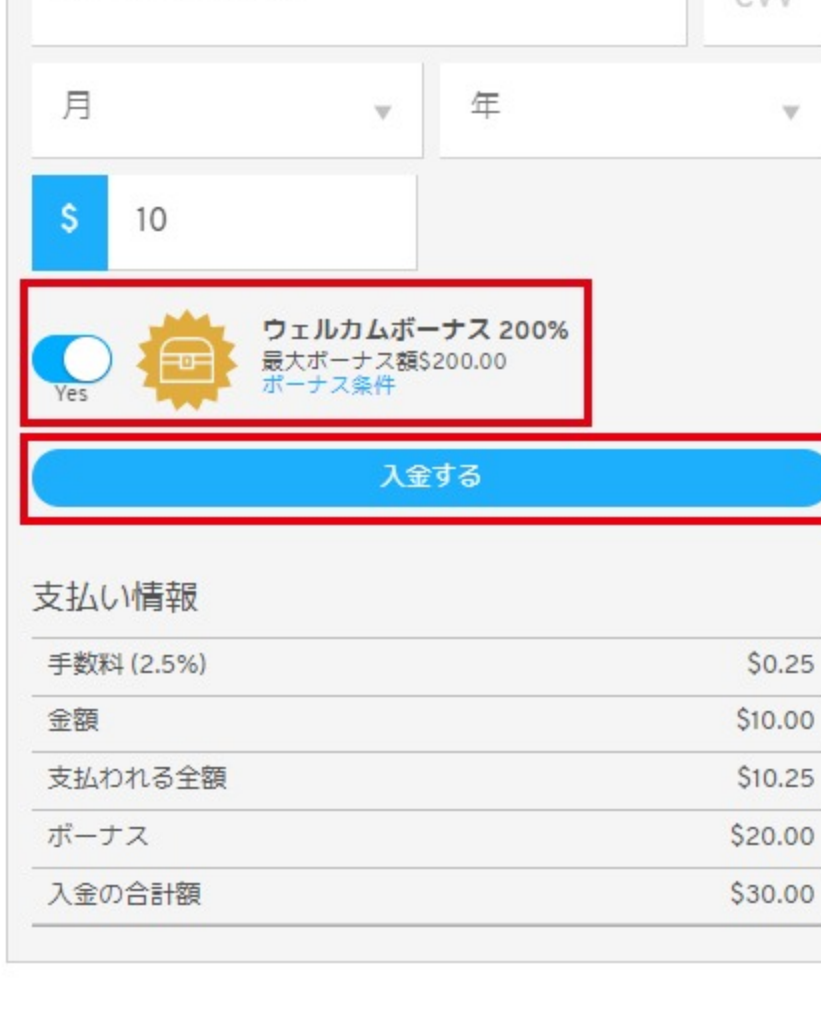 月
年
$ 10
ウェルカムボーナス 200%
最大ボーナス額$200.00
ボーナス条件
Yes
入金する
支払い情報
手数料 (2.5%) $0.25
金額 $10.00
支払われる全額 $10.25
ボーナス $20.00
入金の合計額 $30.00